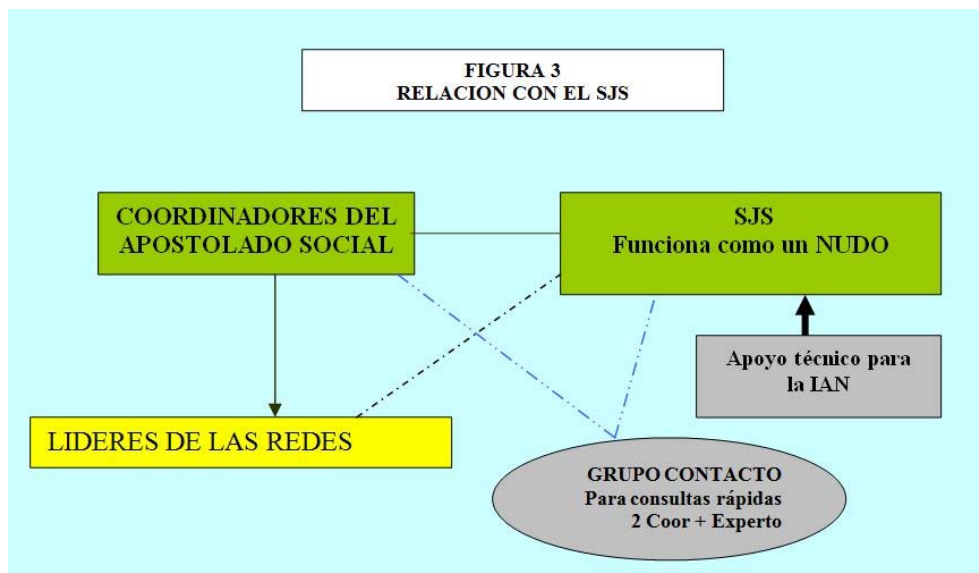 FIGURA 3
RELACION CON EL SJS
COORDINADORES DEL
APOSTOLADO SOCIAL
SJS
Funciona como un NUDO
Apoyo técnico para
la IAN
LIDERES DE LAS REDES
GRUPO CONTACTO
Para consultas rápidas
2 Coor + Experto